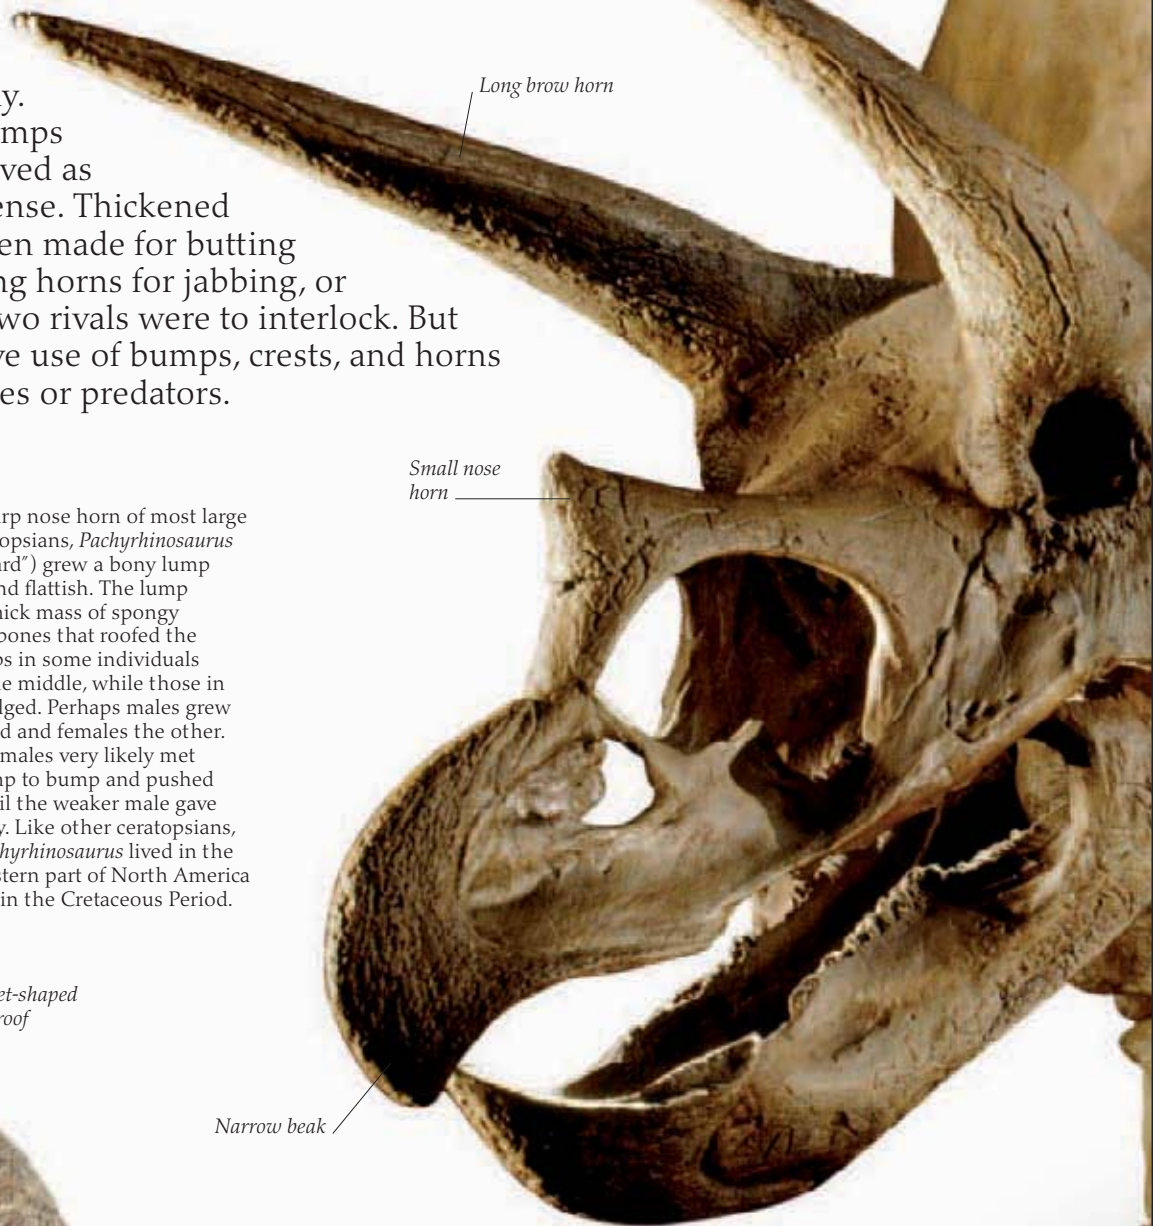 Long brow horn
y.
umps
ved as
ense. Thickened
en made for butting
ng horns for jabbing, or
wo rivals were to interlock. But
ve use of bumps, crests, and horns
es or predators.
Small nose
horn
rp nose horn of most large
opsians, Pachyrhinosaurus
ard”) grew a bony lump
nd flattish. The lump
hick mass of spongy
bones that roofed the
ps in some individuals
e middle, while those in
lged. Perhaps males grew
d and females the other.
males very likely met
mp to bump and pushed
il the weaker male gave
y. Like other ceratopsians,
hyrhinosaurus lived in the
stern part of North America
in the Cretaceous Period.
et-shaped
roof
Narrow beak